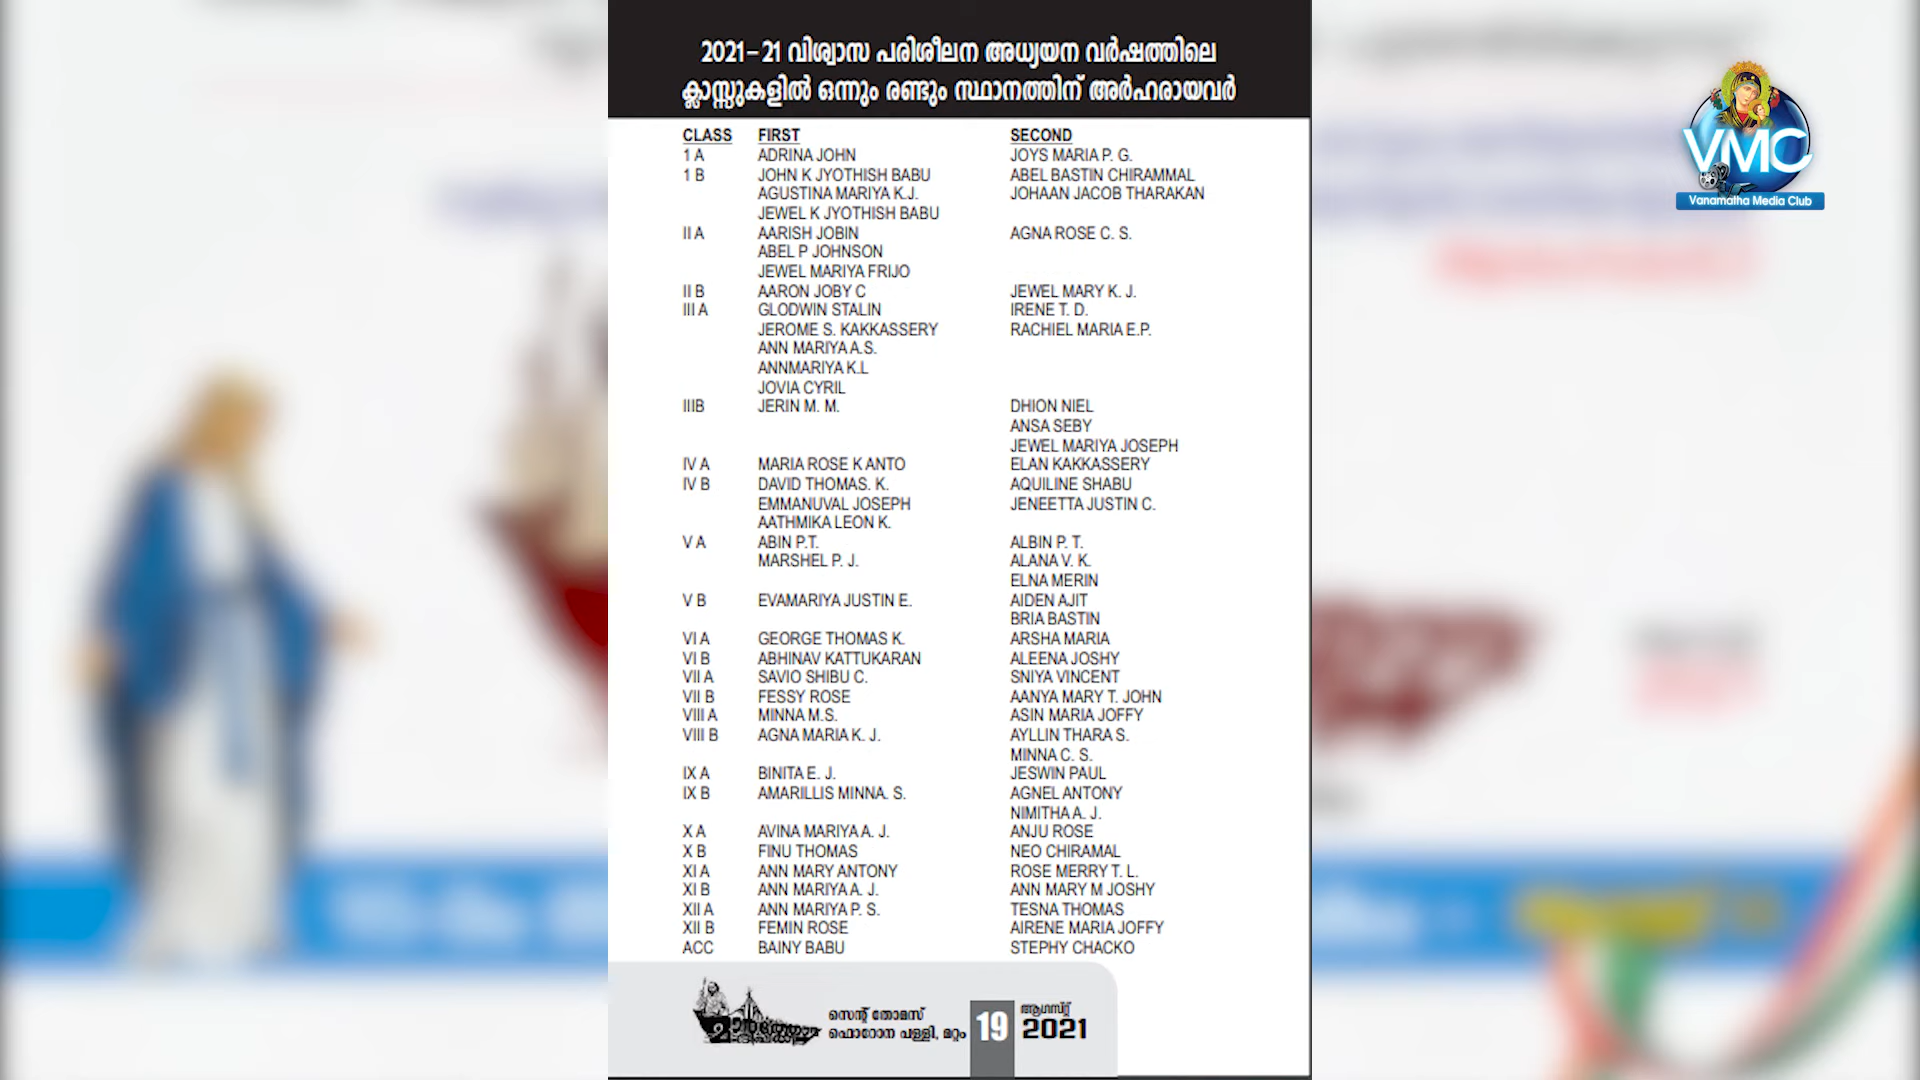 2021-21 വിശ്വാസ പരിശീലന അധ്യയന വർഷത്തിലെ
ക്ലാസ്സുകളിൽ ഒന്നും രണ്ടും സ്ഥാനത്തിന് അർഹരായവർ
CLASS FIRST SECOND
1 A ADRINA JOHN JOYS MARIA P. G.
1 B JOHN K JYOTHISH BABU ABEL BASTIN CHIRAMMAL
AGUSTINA MARIYA K.J. JOHAAN JACOB THARAKAN
JEWEL K JYOTHISH BABU
II A AARISH JOBIN AGNA ROSE C. S.
ABEL P JOHNSON
JEWEL MARIYA FRIJO
II B AARON JOBY C JEWEL MARY K. J.
III A GLODWIN STALIN IRENE T. D.
JEROME S. KAKKASSERY RACHIEL MARIA E.P.
ANN MARIYA A.S.
ANNMARIYA K.L
JOVIA CYRIL
IIIB JERIN M. M. DHION NIEL
ANSA SEBY
JEWEL MARIYA JOSEPH
IV A MARIA ROSE K ANTO ELAN KAKKASSERY
IV B DAVID THOMAS. K. AQUILINE SHABU
EMMANUVAL JOSEPH JENEETTA JUSTIN C.
AATHMIKA LEON K.
V A ABIN P.T. ALBIN P. T.
MARSHEL P. J. ALANA V. K.
ELNA MERIN
V B EVAMARIYA JUSTIN E. AIDEN AJIT
BRIA BASTIN
VI A GEORGE THOMAS K. ARSHA MARIA
VI B ABHINAV KATTUKARAN ALEENA JOSHY
VII A SAVIO SHIBU C. SNIYA VINCENT
VII B FESSY ROSE AANYA MARY T. JOHN
VIII A MINNA M.S. ASIN MARIA JOFFY
VIII B AGNA MARIA K. J. AYLLIN THARA S.
MINNA C. S.
IX A BINITA E. J. JESWIN PAUL
IX B AMARILLIS MINNA. S. AGNEL ANTONY
NIMITHA A. J.
X A AVINA MARIYA A. J. ANJU ROSE
X B FINU THOMAS NEO CHIRAMAL
XI A ANN MARY ANTONY ROSE MERRY T. L.
XI B ANN MARIYA A. J. ANN MARY M JOSHY
XII A ANN MARIYA P. S. TESNA THOMAS
XII B FEMIN ROSE AIRENE MARIA JOFFY
ACC BAINY BABU STEPHY CHACKO
സെന്റ് തോമസ്
ഫൊറോന പള്ളി, മറ്റം
19
ആഗസ്റ്റ്
2021
VMC
Vanamatha Media Club